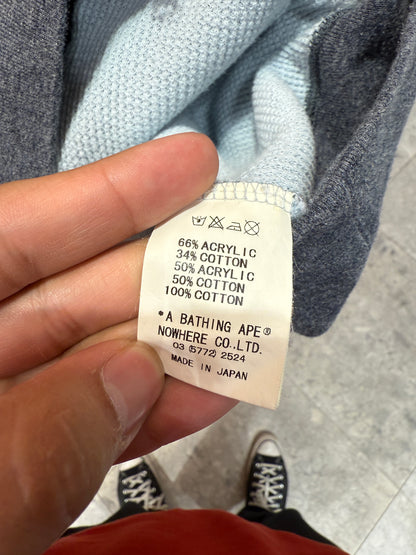 66% ACRYLIC
34% COTTON
50% ACRYLIC
50% COTTON
100% COTTON
*A BATHING APE®
NOWHERE CO.,LTD.
03 (5772) 2524
MADE IN JAPAN